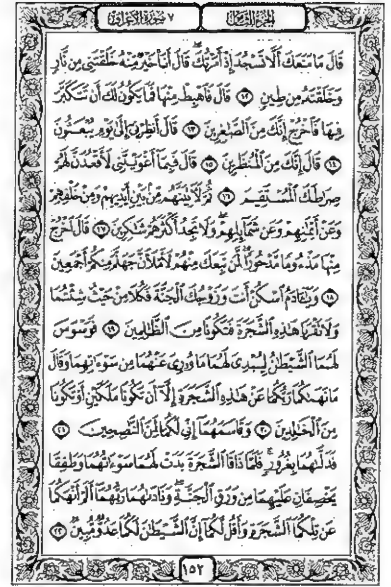 الجزء الثامن ٧ سورة الأعراف
قَالَ مَا مَنَعَكَ أَلَّا تَسْجُدَ إِذْ أَمَرْتُكَ ۖ قَالَ أَنَا۠ خَيْرٌ مِّنْهُ خَلَقْتَنِى مِن نَّارٍ
وَخَلَقْتَهُۥ مِن طِينٍ ١٢ قَالَ فَٱهْبِطْ مِنْهَا فَمَا يَكُونُ لَكَ أَن تَتَكَبَّرَ
فِيهَا فَٱخْرُجْ إِنَّكَ مِنَ ٱلصَّٰغِرِينَ ١٣ قَالَ أَنظِرْنِىٓ إِلَىٰ يَوْمِ يُبْعَثُونَ
١٤ قَالَ إِنَّكَ مِنَ ٱلْمُنظَرِينَ ١٥ قَالَ فَبِمَآ أَغْوَيْتَنِى لَأَقْعُدَنَّ لَهُمْ
صِرَٰطَكَ ٱلْمُسْتَقِيمَ ١٦ ثُمَّ لَءَاتِيَنَّهُم مِّنۢ بَيْنِ أَيْدِيهِمْ وَمِنْ خَلْفِهِمْ
وَعَنْ أَيْمَٰنِهِمْ وَعَن شَمَآئِلِهِمْ ۖ وَلَا تَجِدُ أَكْثَرَهُمْ شَٰكِرِينَ ١٧ قَالَ ٱخْرُجْ
مِنْهَا مَذْءُومًا مَّدْحُورًا ۖ لَّمَن تَبِعَكَ مِنْهُمْ لَأَمْلَأَنَّ جَهَنَّمَ مِنكُمْ أَجْمَعِينَ
١٨ وَيَٰٓـَٔادَمُ ٱسْكُنْ أَنتَ وَزَوْجُكَ ٱلْجَنَّةَ فَكُلَا مِنْ حَيْثُ شِئْتُمَا
وَلَا تَقْرَبَا هَٰذِهِ ٱلشَّجَرَةَ فَتَكُونَا مِنَ ٱلظَّٰلِمِينَ ١٩ فَوَسْوَسَ
لَهُمَا ٱلشَّيْطَٰنُ لِيُبْدِىَ لَهُمَا مَا وُۥرِىَ عَنْهُمَا مِن سَوْءَٰتِهِمَا وَقَالَ
مَا نَهَىٰكُمَا رَبُّكُمَا عَنْ هَٰذِهِ ٱلشَّجَرَةِ إِلَّآ أَن تَكُونَا مَلَكَيْنِ أَوْ تَكُونَا
مِنَ ٱلْخَٰلِدِينَ ٢٠ وَقَاسَمَهُمَآ إِنِّى لَكُمَا لَمِنَ ٱلنَّٰصِحِينَ ٢١
فَدَلَّىٰهُمَا بِغُرُورٍ ۚ فَلَمَّا ذَاقَا ٱلشَّجَرَةَ بَدَتْ لَهُمَا سَوْءَٰتُهُمَا وَطَفِقَا
يَخْصِفَانِ عَلَيْهِمَا مِن وَرَقِ ٱلْجَنَّةِ ۖ وَنَادَىٰهُمَا رَبُّهُمَآ أَلَمْ أَنْهَكُمَا
عَن تِلْكُمَا ٱلشَّجَرَةِ وَأَقُل لَّكُمَآ إِنَّ ٱلشَّيْطَٰنَ لَكُمَا عَدُوٌّ مُّبِينٌ ٢٢
١٥٢